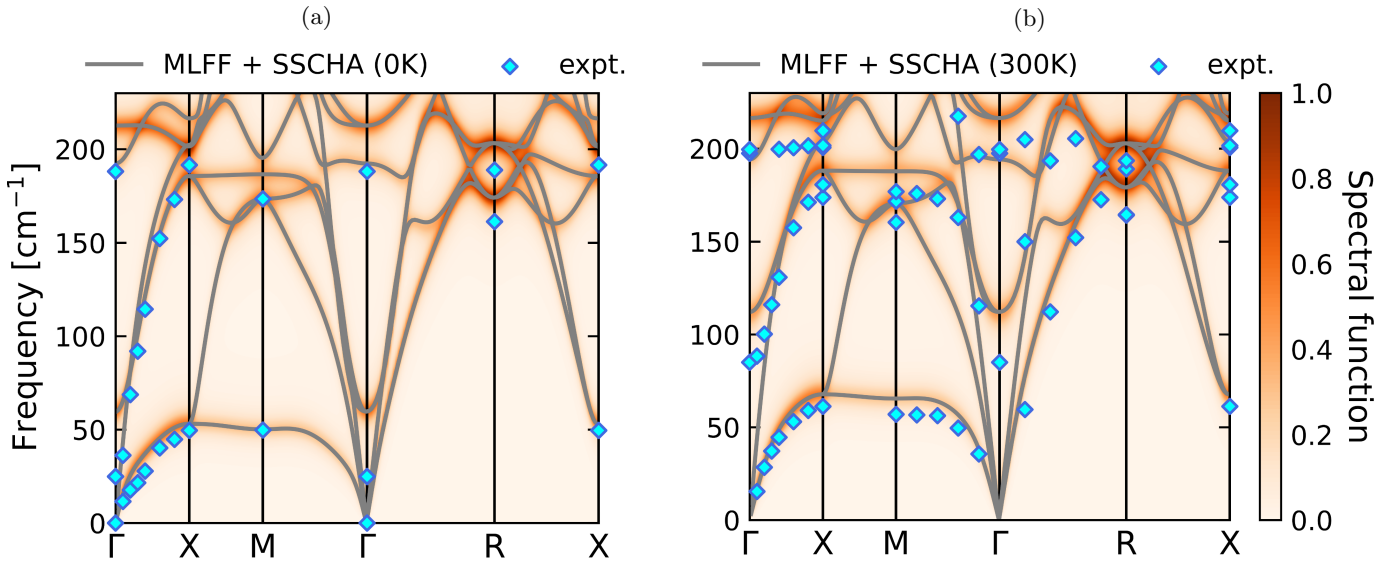 (a)
(b)
MLFF + SSCHA (0K)
expt.
MLFF + SSCHA (300K)
expt.
Frequency [cm⁻¹]
200
150
100
50
0
Γ X M Γ R X
200
150
100
50
0
Γ X M Γ R X
1.0
0.8
0.6
0.4
0.2
0.0
Spectral function